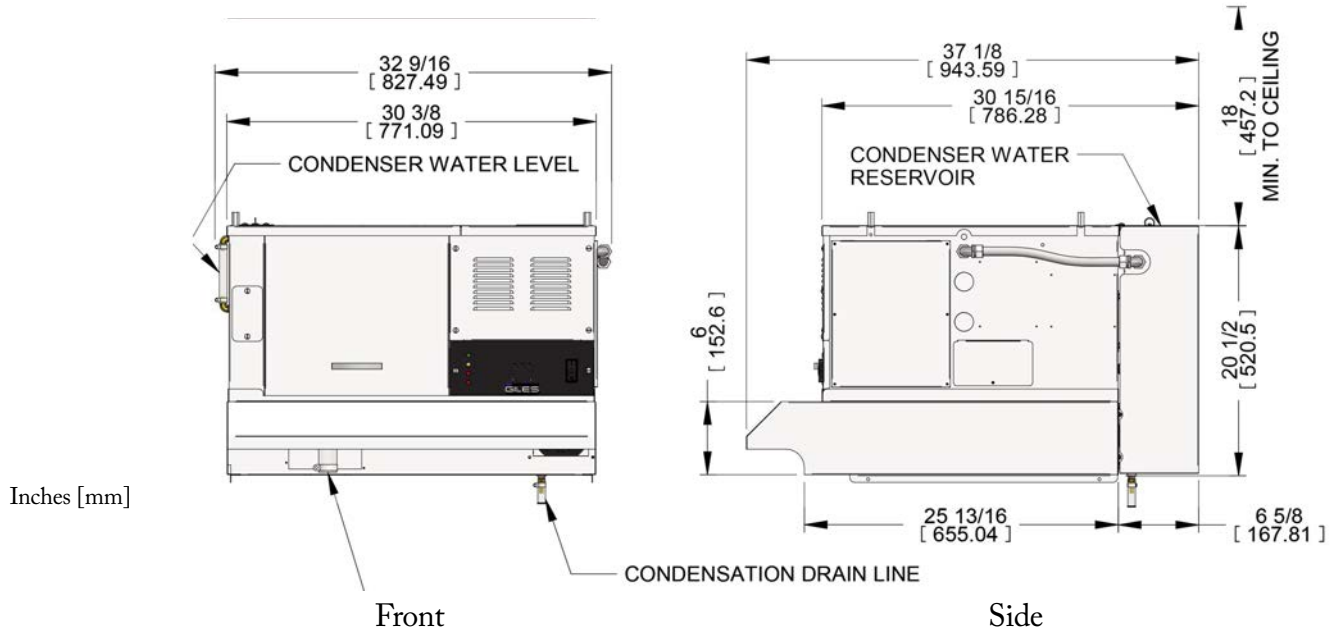 32 9/16
[ 827.49 ]
30 3/8
[ 771.09 ]
CONDENSER WATER LEVEL
GILES
37 1/8
[ 943.59 ]
30 15/16
[ 786.28 ]
CONDENSER WATER
RESERVOIR
18
[ 457.2 ]
MIN. TO CEILING
6
[ 152.6 ]
20 1/2
[ 520.5 ]
Inches [mm]
25 13/16
[ 655.04 ]
6 5/8
[ 167.81 ]
CONDENSATION DRAIN LINE
Front
Side